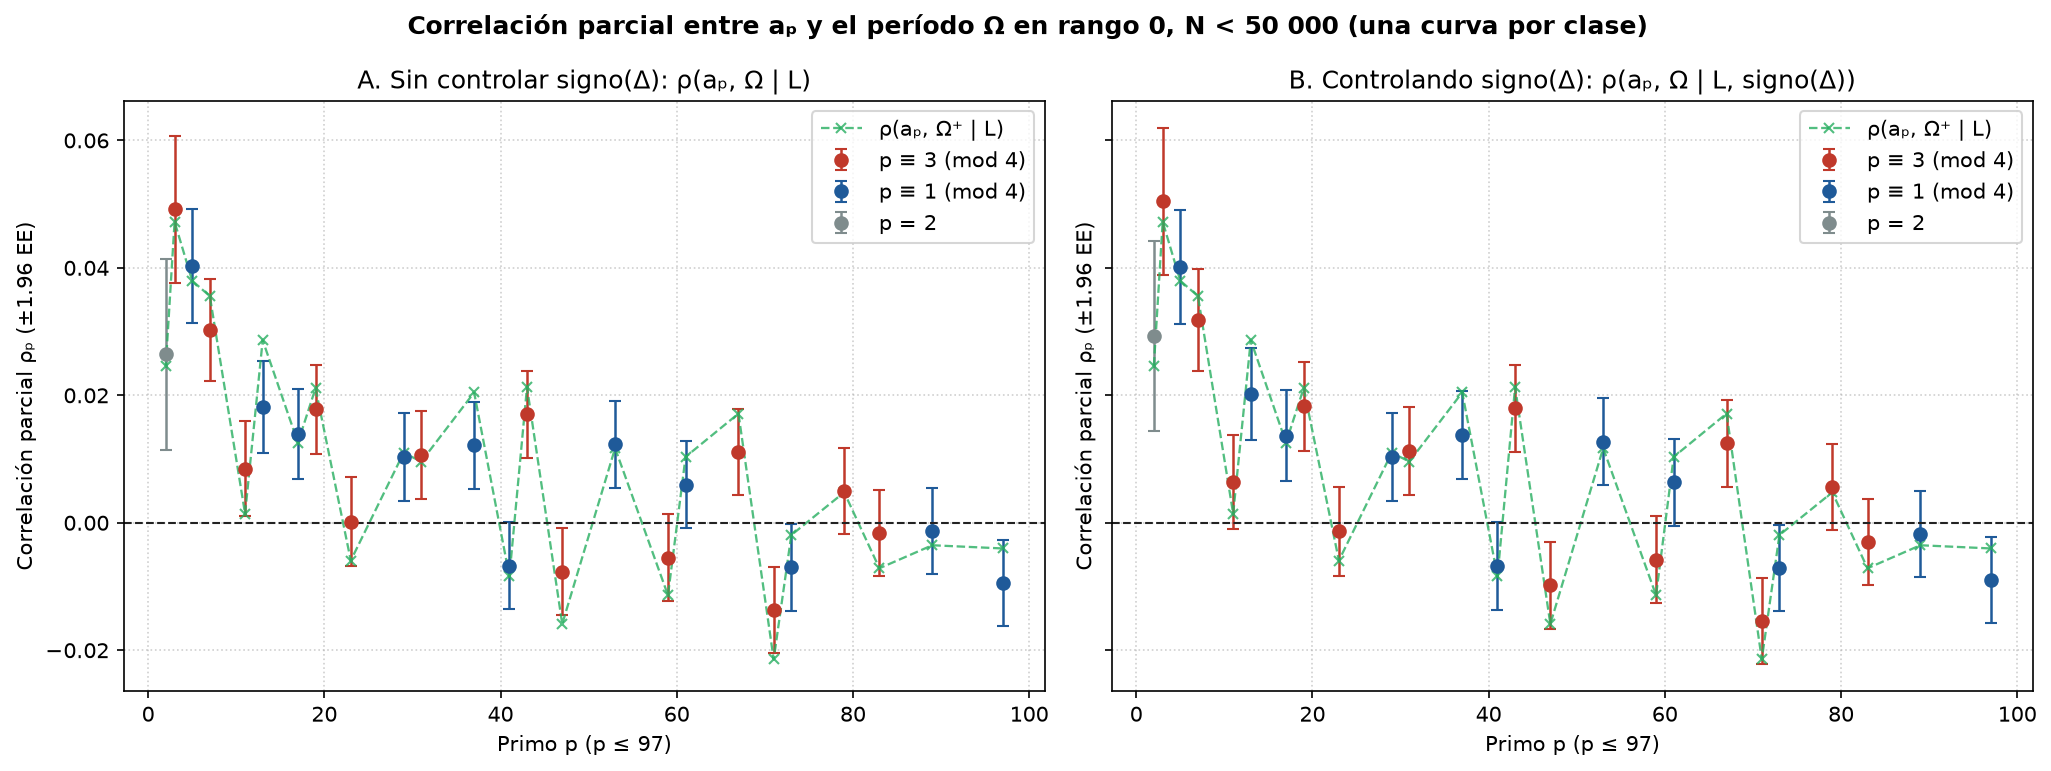 Correlación parcial entre aₚ y el período Ω en rango 0, N < 50 000 (una curva por clase)
A. Sin controlar signo(Δ): ρ(aₚ, Ω | L)
Correlación parcial ρₚ (±1.96 EE)
0.06
0.04
0.02
0.00
−0.02
ρ(aₚ, Ω⁺ | L)
p ≡ 3 (mod 4)
p ≡ 1 (mod 4)
p = 2
0 20 40 60 80 100
Primo p (p ≤ 97)
B. Controlando signo(Δ): ρ(aₚ, Ω | L, signo(Δ))
Correlación parcial ρₚ (±1.96 EE)
ρ(aₚ, Ω⁺ | L)
p ≡ 3 (mod 4)
p ≡ 1 (mod 4)
p = 2
0 20 40 60 80 100
Primo p (p ≤ 97)